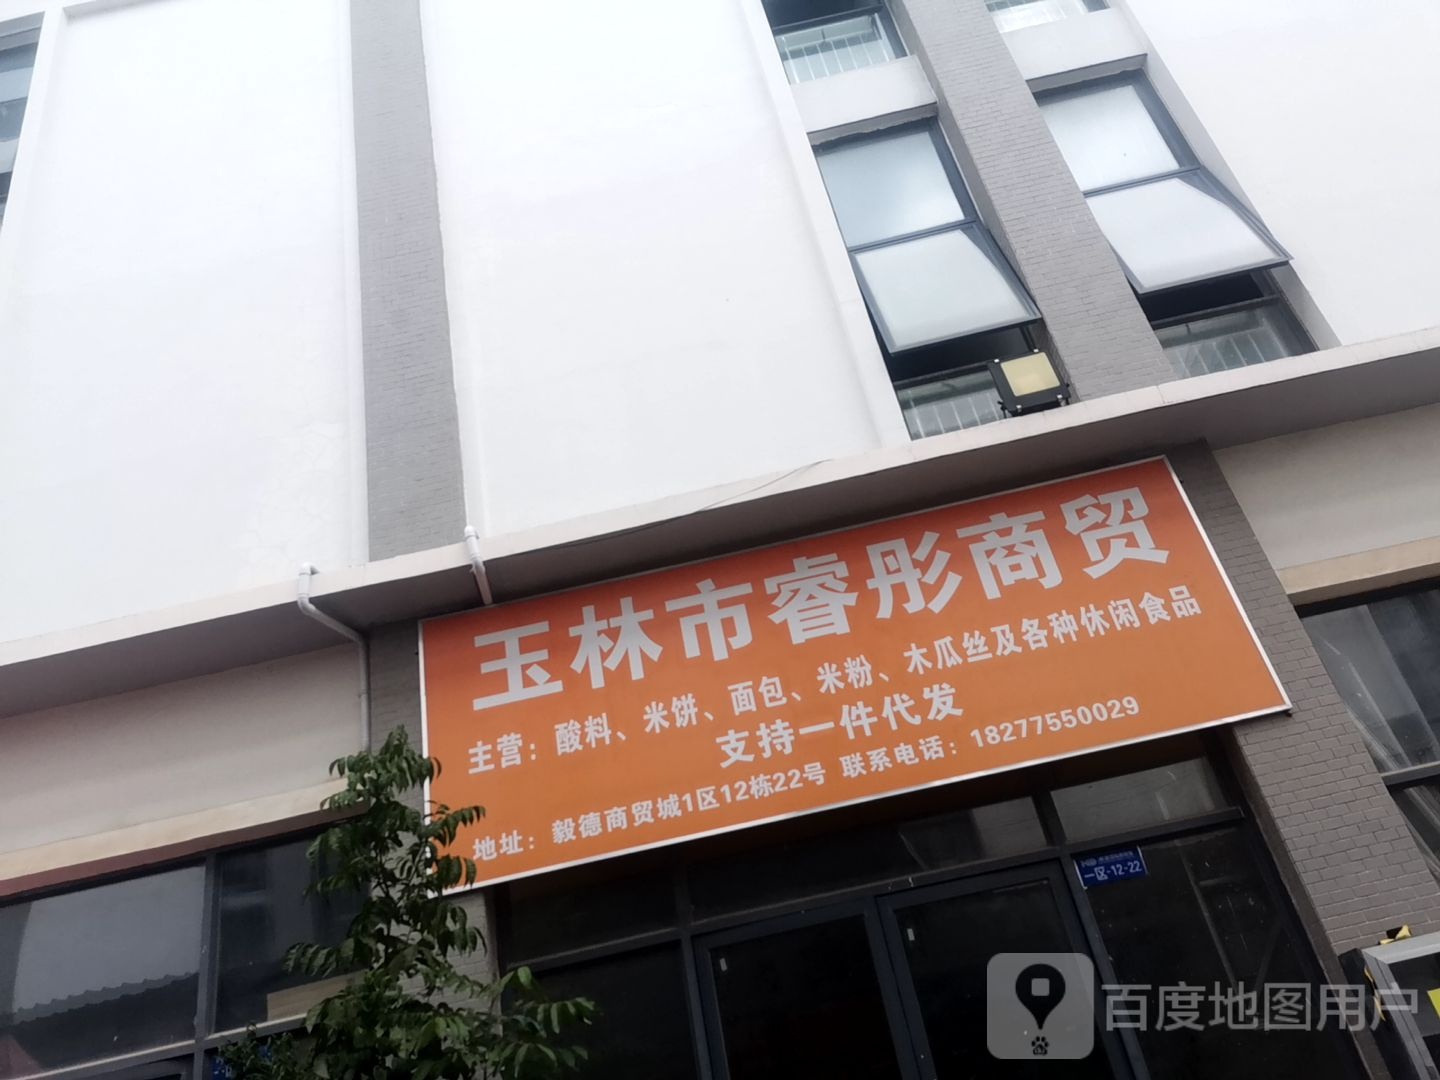 玉林市睿彤商贸
主营：酸料、米饼、面包、米粉、木瓜丝及各种休闲食品
支持一件代发
地址：毅德商贸城1区12栋22号 联系电话：18277550029
一区-12-22
百度地图用户